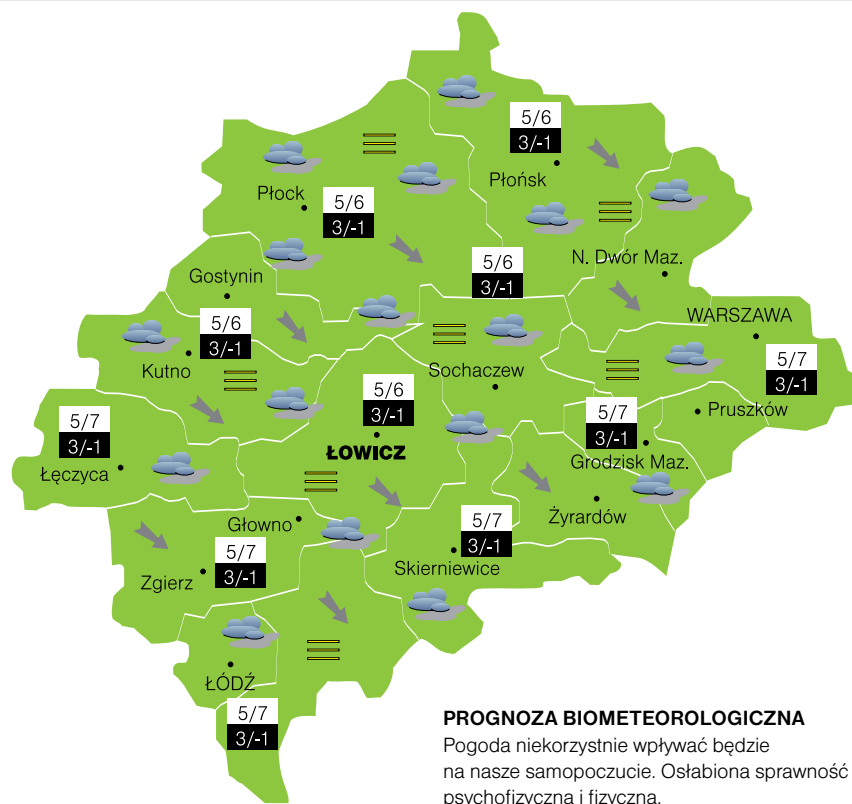 5/6
3/-1
Płońsk
Płock
5/6
3/-1
N. Dwór Maz.
5/6
3/-1
Gostynin
WARSZAWA
5/6
3/-1
Kutno
5/7
3/-1
Sochaczew
5/6
3/-1
ŁOWICZ
5/7
3/-1
Łęczyca
5/7
3/-1
Pruszków
Grodzisk Maz.
Żyrardów
Głowno
5/7
3/-1
Skierniewice
5/7
3/-1
Zgierz
ŁÓDŹ
5/7
3/-1
PROGNOZA BIOMETEOROLOGICZNA
Pogoda niekorzystnie wpływać będzie
na nasze samopoczucie. Osłabiona sprawność
psychofizyczna i fizyczna.